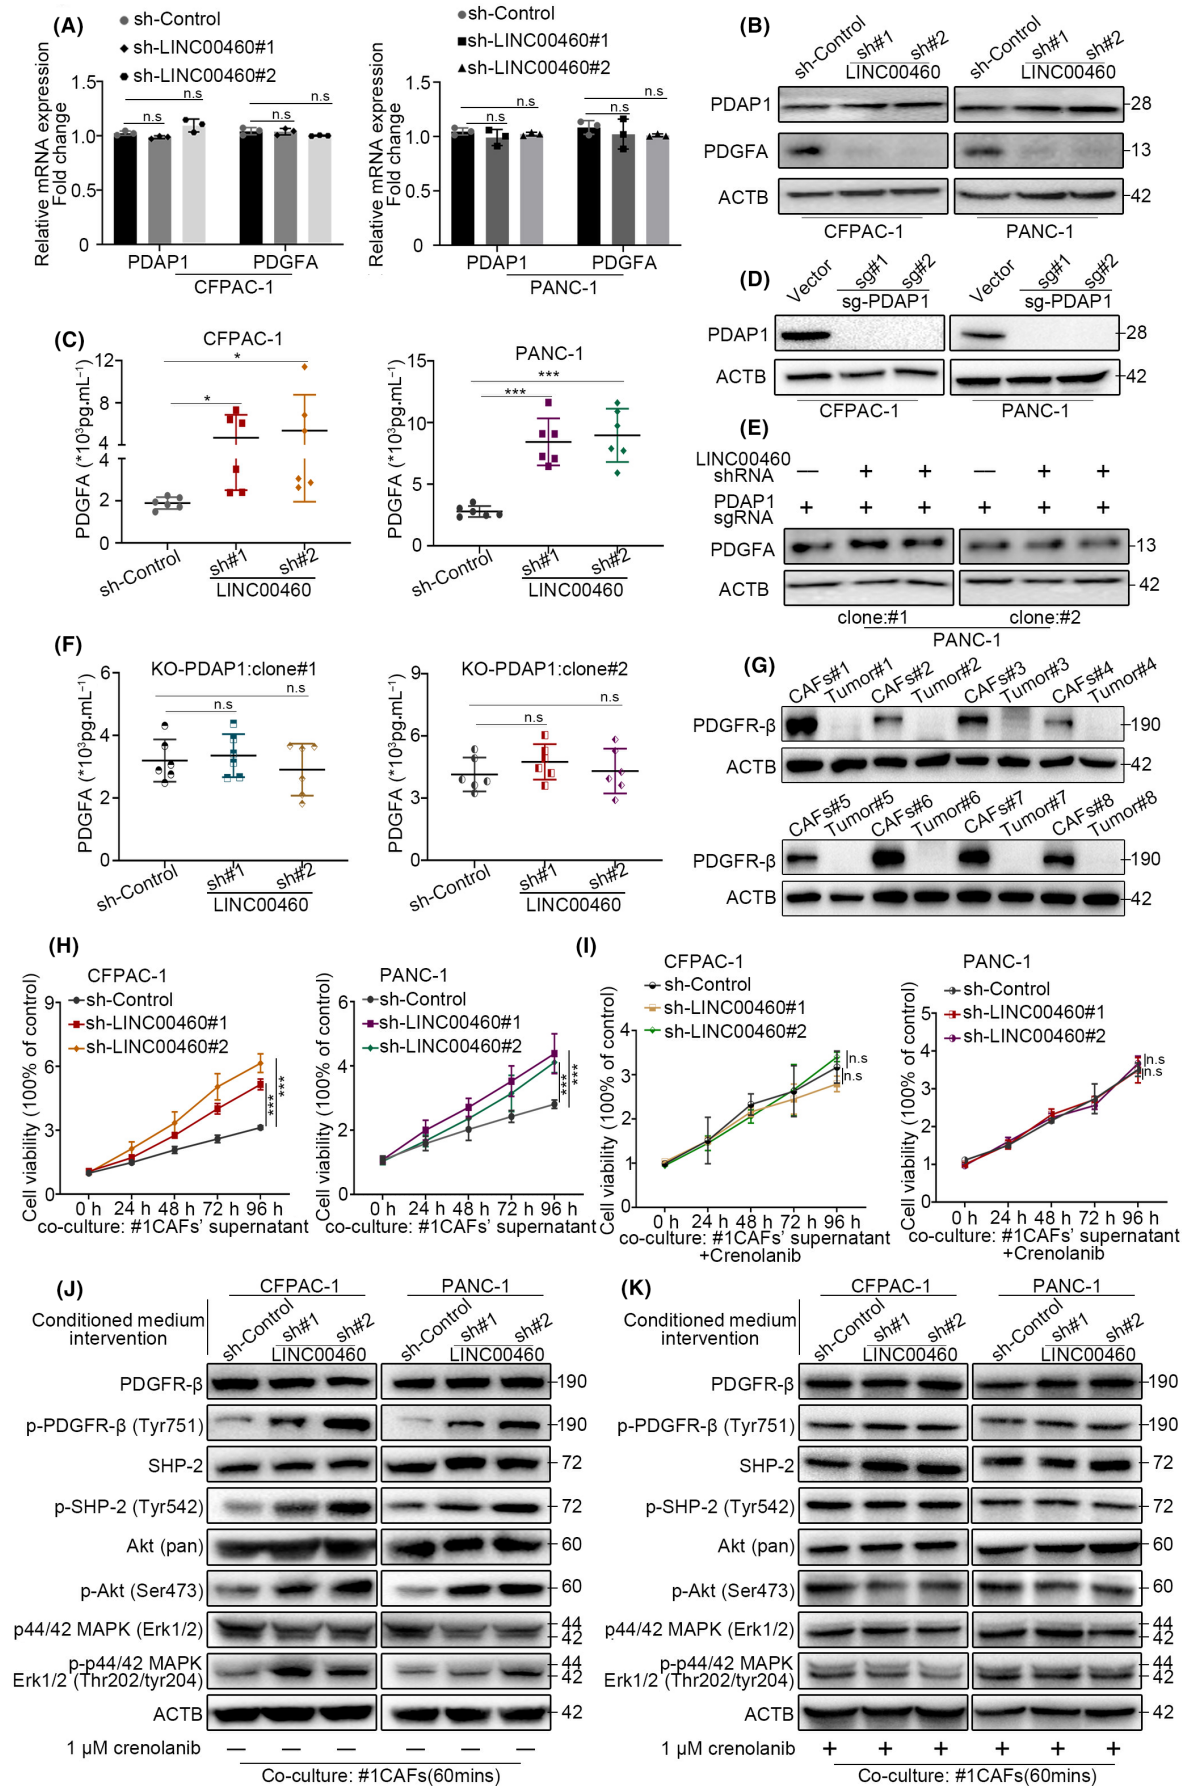 (A)
sh-Control
sh-LINC00460#1
sh-LINC00460#2
Relative mRNA expression
Fold change
1.5
1.0
0.5
0
n.s
n.s
n.s
n.s
PDAP1
PDGFA
CFPAC-1
sh-Control
sh-LINC00460#1
sh-LINC00460#2
Relative mRNA expression
Fold change
1.5
1.0
0.5
0
n.s
n.s
n.s
n.s
PDAP1
PDGFA
PANC-1
(B)
sh-Control
sh#1
sh#2
LINC00460
sh-Control
sh#1
sh#2
LINC00460
PDAP1
28
PDGFA
13
ACTB
42
CFPAC-1
PANC-1
(C)
CFPAC-1
PDGFA (*10³pg.mL⁻¹)
12
8
4
4
2
0
*
*
sh-Control
sh#1
sh#2
LINC00460
PANC-1
PDGFA (*10³pg.mL⁻¹)
15
10
5
0
***
***
sh-Control
sh#1
sh#2
LINC00460
(D)
Vector
sg#1
sg#2
sg-PDAP1
Vector
sg#1
sg#2
sg-PDAP1
PDAP1
28
ACTB
42
CFPAC-1
PANC-1
(E)
LINC00460
shRNA
— + + — + +
PDAP1
sgRNA
+ + + + + +
PDGFA
13
ACTB
42
clone:#1
clone:#2
PANC-1
(F)
KO-PDAP1:clone#1
PDGFA (*10³pg.mL⁻¹)
6
4
2
0
n.s
n.s
sh-Control
sh#1
sh#2
LINC00460
KO-PDAP1:clone#2
PDGFA (*10³pg.mL⁻¹)
9
6
3
0
n.s
n.s
sh-Control
sh#1
sh#2
LINC00460
(G)
CAFs#1
Tumor#1
CAFs#2
Tumor#2
CAFs#3
Tumor#3
CAFs#4
Tumor#4
PDGFR-β
190
ACTB
42
CAFs#5
Tumor#5
CAFs#6
Tumor#6
CAFs#7
Tumor#7
CAFs#8
Tumor#8
PDGFR-β
190
ACTB
42
(H)
CFPAC-1
sh-Control
sh-LINC00460#1
sh-LINC00460#2
Cell viability (100% of control)
9
6
3
0
***
***
0 h 24 h 48 h 72 h 96 h
co-culture: #1CAFs' supernatant
PANC-1
sh-Control
sh-LINC00460#1
sh-LINC00460#2
Cell viability (100% of control)
6
4
2
0
***
***
0 h 24 h 48 h 72 h 96 h
co-culture: #1CAFs' supernatant
(I)
CFPAC-1
sh-Control
sh-LINC00460#1
sh-LINC00460#2
Cell viability (100% of control)
4
3
2
1
0
n.s
n.s
0 h 24 h 48 h 72 h 96 h
co-culture: #1CAFs' supernatant
+Crenolanib
PANC-1
sh-Control
sh-LINC00460#1
sh-LINC00460#2
Cell viability (100% of control)
5
4
3
2
1
0
n.s
n.s
0 h 24 h 48 h 72 h 96 h
co-culture: #1CAFs' supernatant
+Crenolanib
(J)
CFPAC-1
PANC-1
Conditioned medium
intervention
sh-Control
sh#1
sh#2
LINC00460
sh-Control
sh#1
sh#2
LINC00460
PDGFR-β
190
p-PDGFR-β (Tyr751)
190
SHP-2
72
p-SHP-2 (Tyr542)
72
Akt (pan)
60
p-Akt (Ser473)
60
p44/42 MAPK (Erk1/2)
44
42
p-p44/42 MAPK
Erk1/2 (Thr202/tyr204)
44
42
ACTB
42
1 µM crenolanib
— — — — — —
Co-culture: #1CAFs(60mins)
(K)
CFPAC-1
PANC-1
Conditioned medium
intervention
sh-Control
sh#1
sh#2
LINC00460
sh-Control
sh#1
sh#2
LINC00460
PDGFR-β
190
p-PDGFR-β (Tyr751)
190
SHP-2
72
p-SHP-2 (Tyr542)
72
Akt (pan)
60
p-Akt (Ser473)
60
p44/42 MAPK (Erk1/2)
44
42
p-p44/42 MAPK
Erk1/2 (Thr202/tyr204)
44
42
ACTB
42
1 µM crenolanib
+ + + + + +
Co-culture: #1CAFs(60mins)